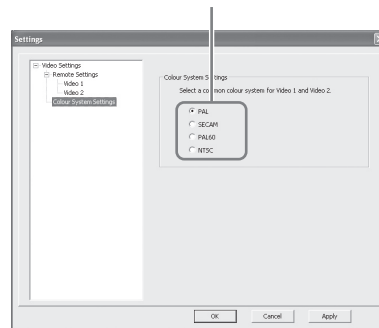 Settings
Video Settings
Remote Settings
Video 1
Video 2
Colour System Settings
Colour System Settings
Select a common colour system for Video 1 and Video 2.
PAL
SECAM
PAL60
NTSC
OK
Cancel
Apply